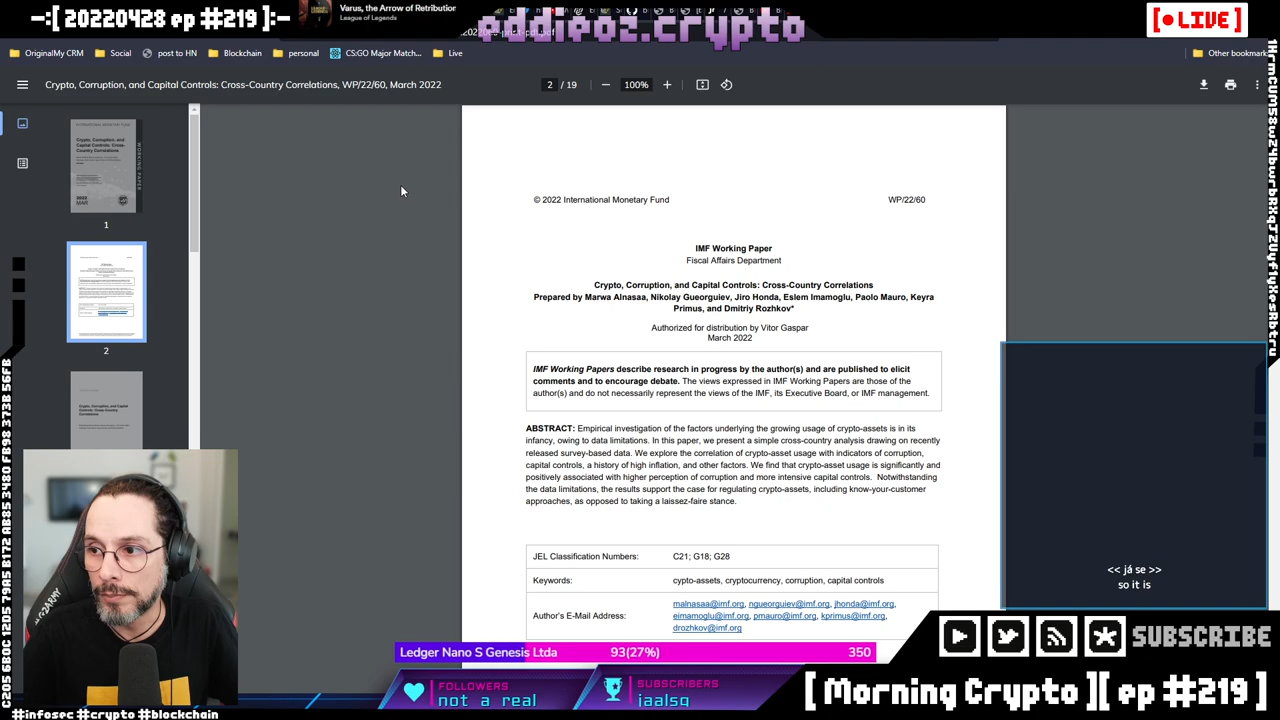 -:[ 20220428 ep #219 ]:-
Varus, the Arrow of Retribution
League of Legends
oddipoz.crypto
[ LIVE ]
OriginalMy CRM
Social
post to HN
Blockchain
personal
CS:GO Major Match...
Live
Other bookmark
Crypto, Corruption, and Capital Controls: Cross-Country Correlations, WP/22/60, March 2022
2 / 19
100%
1
2
© 2022 International Monetary Fund
WP/22/60
IMF Working Paper
Fiscal Affairs Department
Crypto, Corruption, and Capital Controls: Cross-Country Correlations
Prepared by Marwa Alnasaa, Nikolay Gueorguiev, Jiro Honda, Eslem Imamoglu, Paolo Mauro, Keyra
Primus, and Dmitriy Rozhkov*
Authorized for distribution by Vitor Gaspar
March 2022
IMF Working Papers describe research in progress by the author(s) and are published to elicit
comments and to encourage debate. The views expressed in IMF Working Papers are those of the
author(s) and do not necessarily represent the views of the IMF, its Executive Board, or IMF management.
ABSTRACT: Empirical investigation of the factors underlying the growing usage of crypto-assets is in its
infancy, owing to data limitations. In this paper, we present a simple cross-country analysis drawing on recently
released survey-based data. We explore the correlation of crypto-asset usage with indicators of corruption,
capital controls, a history of high inflation, and other factors. We find that crypto-asset usage is significantly and
positively associated with higher perception of corruption and more intensive capital controls. Notwithstanding
the data limitations, the results support the case for regulating crypto-assets, including know-your-customer
approaches, as opposed to taking a laissez-faire stance.
JEL Classification Numbers: C21; G18; G28
Keywords: cypto-assets, cryptocurrency, corruption, capital controls
Author's E-Mail Address:
malnasaa@imf.org, ngueorguiev@imf.org, jhonda@imf.org,
eimamoglu@imf.org, pmauro@imf.org, kprimus@imf.org,
drozhkov@imf.org
<< já se >>
so it is
SUBSCRIBE
Ledger Nano S Genesis Ltda
93(27%)
350
FOLLOWERS
not a real
SUBSCRIBERS
jaalsg
[ Morning Crypto ][ ep #219 ]
#infosec #crypto #blockchain